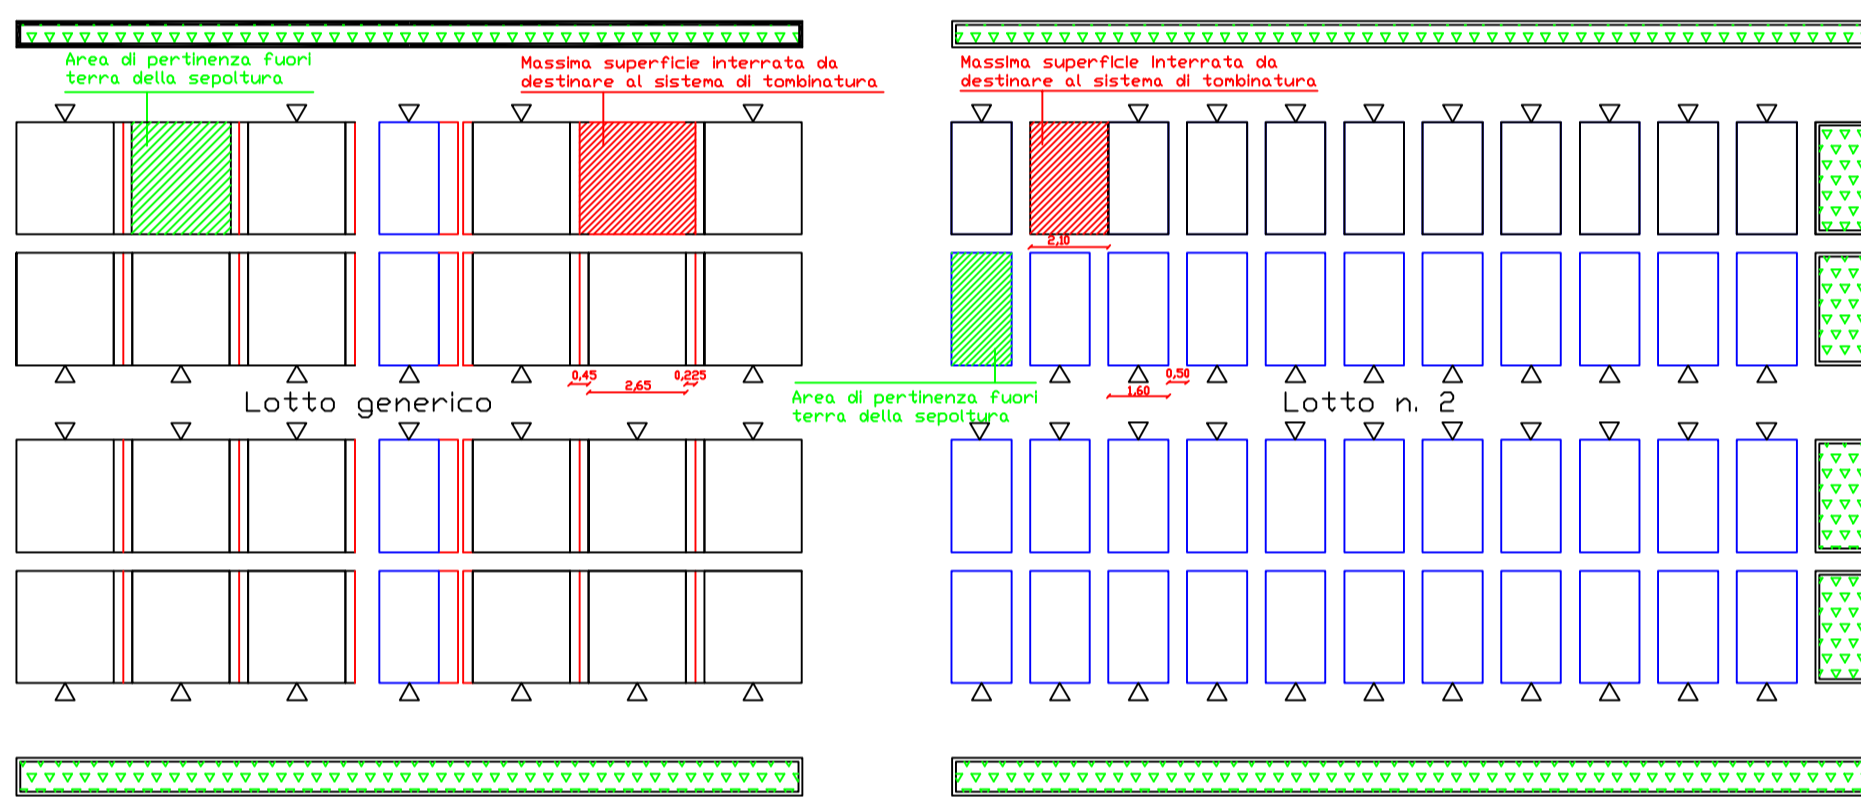 Area di pertinenza fuori
terra della sepoltura
Massima superficie interrata da
destinare al sistema di tombinatura
Massima superficie interrata da
destinare al sistema di tombinatura
2,10
0,45
2,65
0,225
0,50
1,60
Area di pertinenza fuori
terra della sepoltura
Lotto generico
Lotto n. 2